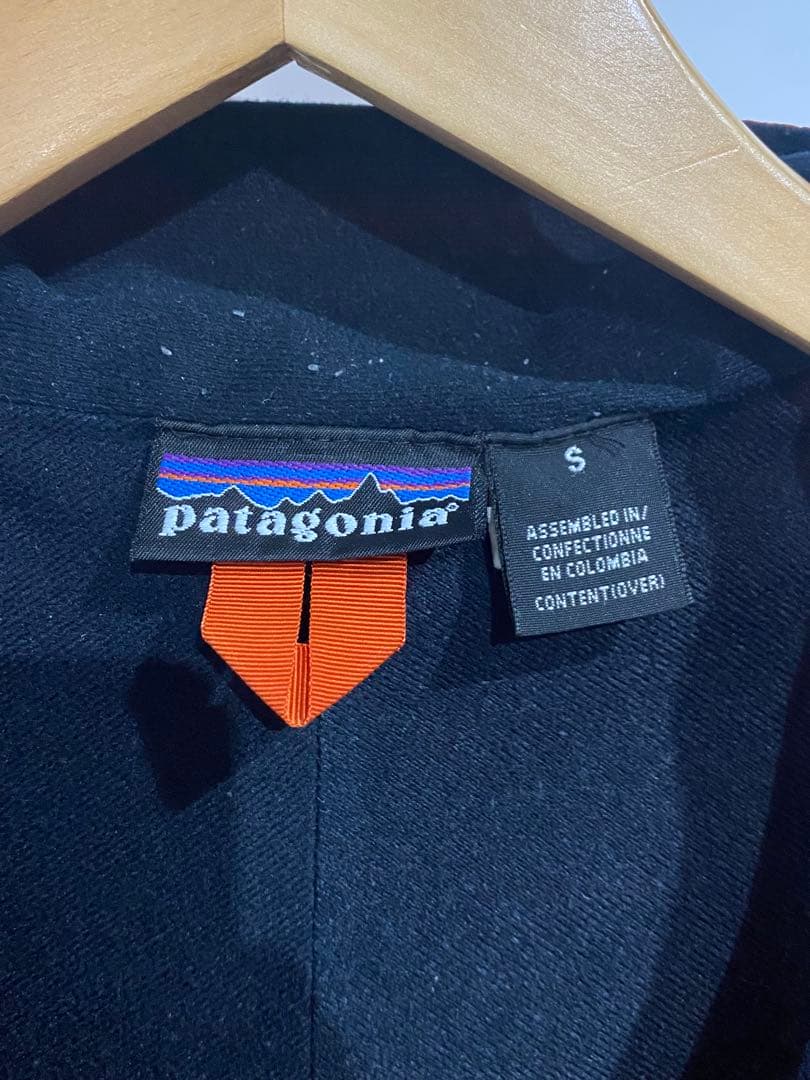 patagonia®
S
ASSEMBLED IN/
CONFECTIONNE
EN COLOMBIA
CONTENT(OVER)